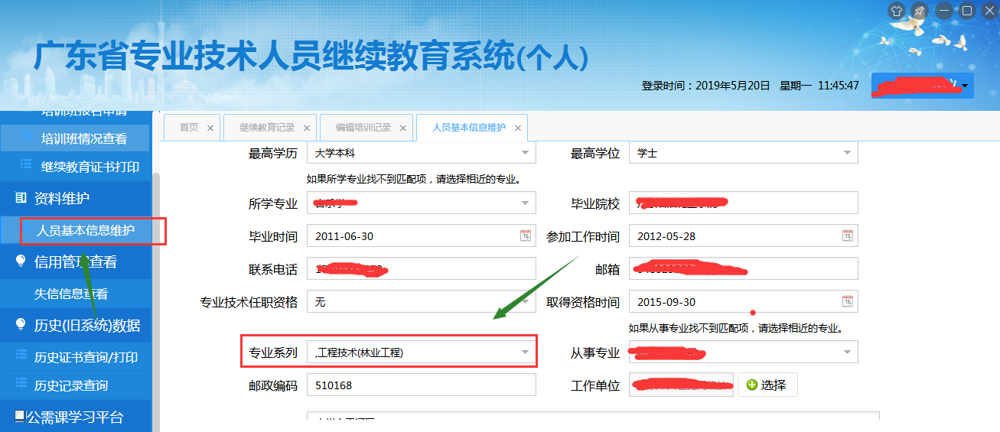 广东省专业技术人员继续教育系统(个人)
登录时间：2019年5月20日 星期一 11:45:47
培训班报名申请
首页 继续教育记录 编辑培训记录 人员基本信息维护
培训班情况查看
最高学历 大学本科 最高学位 学士
继续教育证书打印
如果所学专业找不到匹配项，请选择相近的专业。
资料维护
所学专业 毕业院校
人员基本信息维护
毕业时间 2011-06-30 参加工作时间 2012-05-28
信用管理查看
联系电话 邮箱
失信信息查看
专业技术任职资格 无 取得资格时间 2015-09-30
历史(旧系统)数据
如果从事专业找不到匹配项，请选择相近的专业。
历史证书查询/打印
专业系列 ,工程技术(林业工程) 从事专业
历史记录查询
邮政编码 510168 工作单位 选择
公需课学习平台